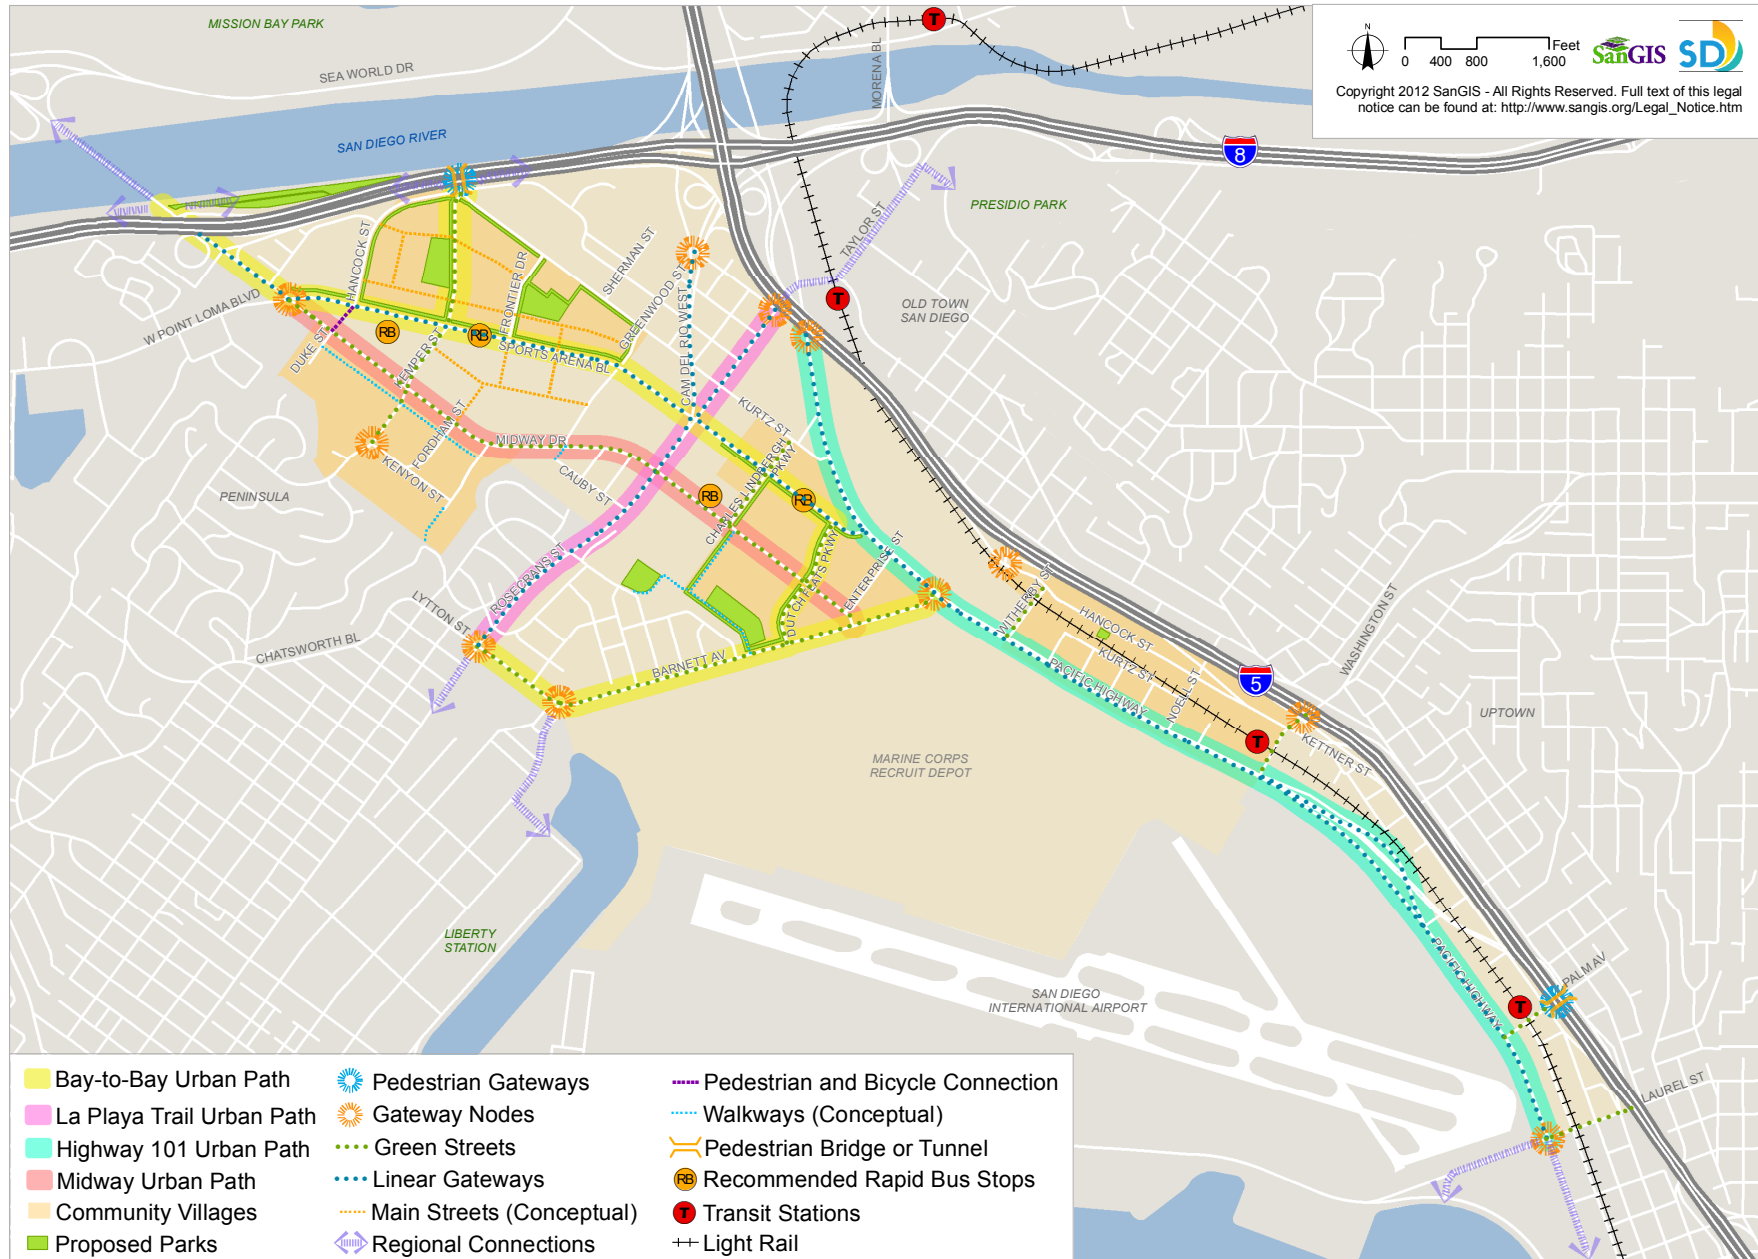 MISSION BAY PARK
SEA WORLD DR
SAN DIEGO RIVER
MORENA BL
T
N
0 400 800 1,600
Feet
SanGIS
SD
Copyright 2012 SanGIS - All Rights Reserved. Full text of this legal
notice can be found at: http://www.sangis.org/Legal_Notice.htm
8
PRESIDIO PARK
TAYLOR ST
T
OLD TOWN
SAN DIEGO
HANCOCK ST
FRONTIER DR
SHERMAN ST
GREENWOOD ST
CAM DEL RIO WEST
W POINT LOMA BLVD
DUKE ST
RB
RB
KEMPER ST
SPORTS ARENA BL
FORDHAM ST
MIDWAY DR
KURTZ ST
KENYON ST
CAUBY ST
PENINSULA
RB
RB
CHARLES LINDBERGH
PKWY
ROSECRANS ST
LYTTON ST
CHATSWORTH BL
DUTCH FLATS PKWY
ENTERPRISE ST
BARNETT AV
WITHERBY ST
HANCOCK ST
KURTZ ST
PACIFIC HIGHWAY
NOELL ST
WASHINGTON ST
5
UPTOWN
T
KETTNER ST
MARINE CORPS
RECRUIT DEPOT
LIBERTY
STATION
SAN DIEGO
INTERNATIONAL AIRPORT
PACIFIC HIGHWAY
PALM AV
T
LAUREL ST
Bay-to-Bay Urban Path
La Playa Trail Urban Path
Highway 101 Urban Path
Midway Urban Path
Community Villages
Proposed Parks
Pedestrian Gateways
Gateway Nodes
Green Streets
Linear Gateways
Main Streets (Conceptual)
Regional Connections
Pedestrian and Bicycle Connection
Walkways (Conceptual)
Pedestrian Bridge or Tunnel
RB Recommended Rapid Bus Stops
T Transit Stations
Light Rail